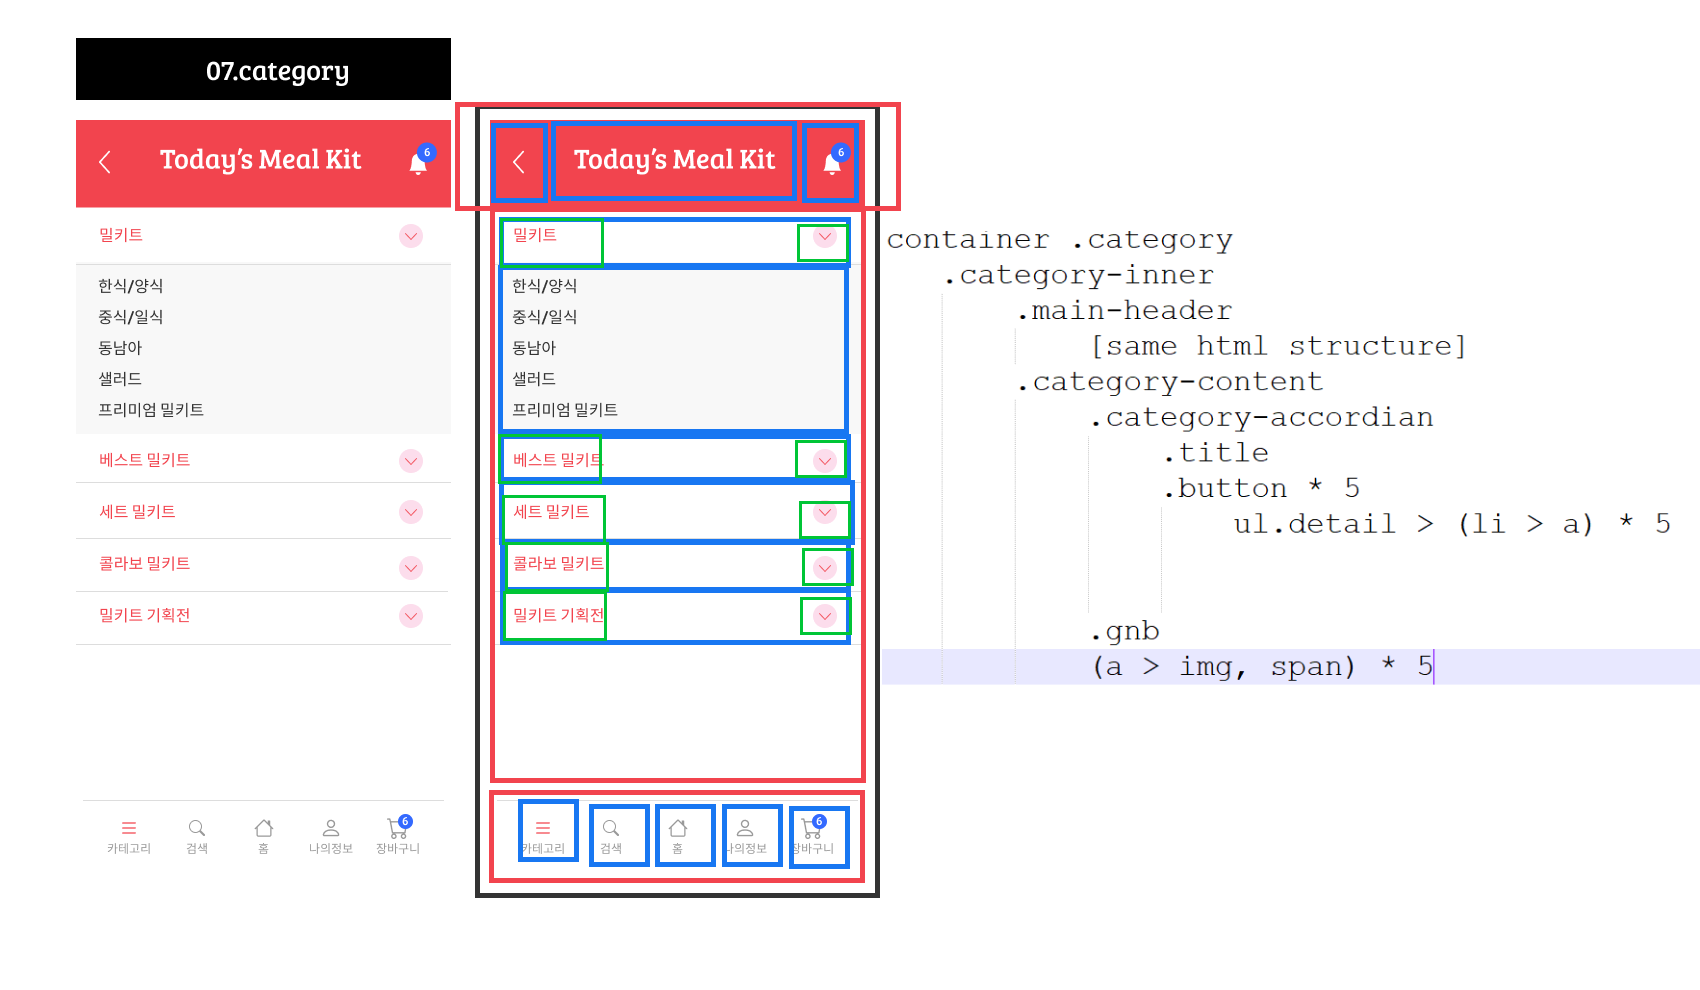 07.category
Today's Meal Kit
6
밀키트
한식/양식
중식/일식
동남아
샐러드
프리미엄 밀키트
베스트 밀키트
세트 밀키트
콜라보 밀키트
밀키트 기획전
6
카테고리 검색 홈 나의정보 장바구니
Today's Meal Kit
6
밀키트
한식/양식
중식/일식
동남아
샐러드
프리미엄 밀키트
베스트 밀키트
세트 밀키트
콜라보 밀키트
밀키트 기획전
6
카테고리 검색 홈 나의정보 장바구니
container .category
.category-inner
.main-header
[same html structure]
.category-content
.category-accordian
.title
.button * 5
ul.detail > (li > a) * 5
.gnb
(a > img, span) * 5